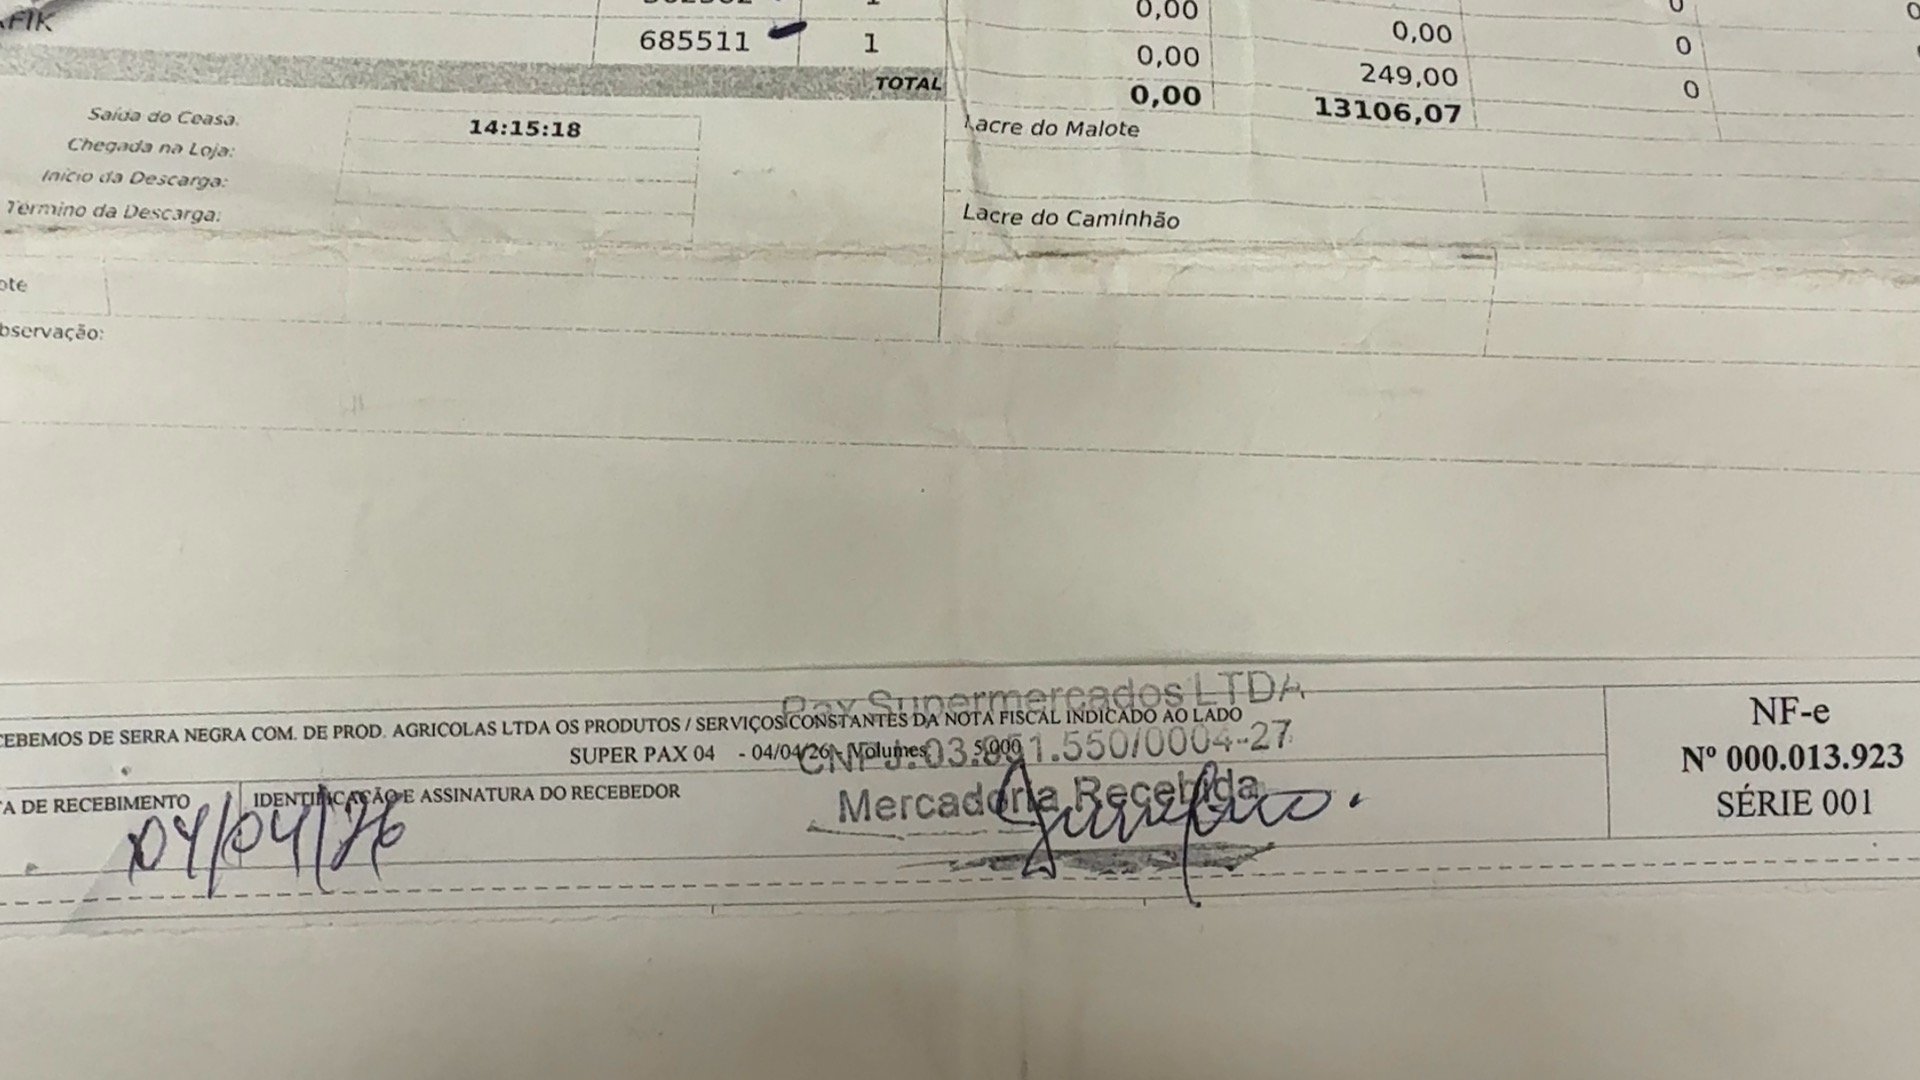 AFIK
685511 1 0,00 0,00 0
0,00 249,00 0
TOTAL 0,00 13106,07
Saída do Ceasa: 14:15:18
Chegada na Loja:
Início da Descarga:
Término da Descarga:
Lacre do Malote
Lacre do Caminhão
ote
bservação:
Pax Supermercados LTDA
CEBEMOS DE SERRA NEGRA COM. DE PROD. AGRICOLAS LTDA OS PRODUTOS / SERVIÇOS CONSTANTES DA NOTA FISCAL INDICADO AO LADO
SUPER PAX 04 - 04/04/26 - Volumes 5,000
Mercadoria Recebida
TA DE RECEBIMENTO
04/04/26
IDENTIFICAÇÃO E ASSINATURA DO RECEBEDOR
NF-e
Nº 000.013.923
SÉRIE 001